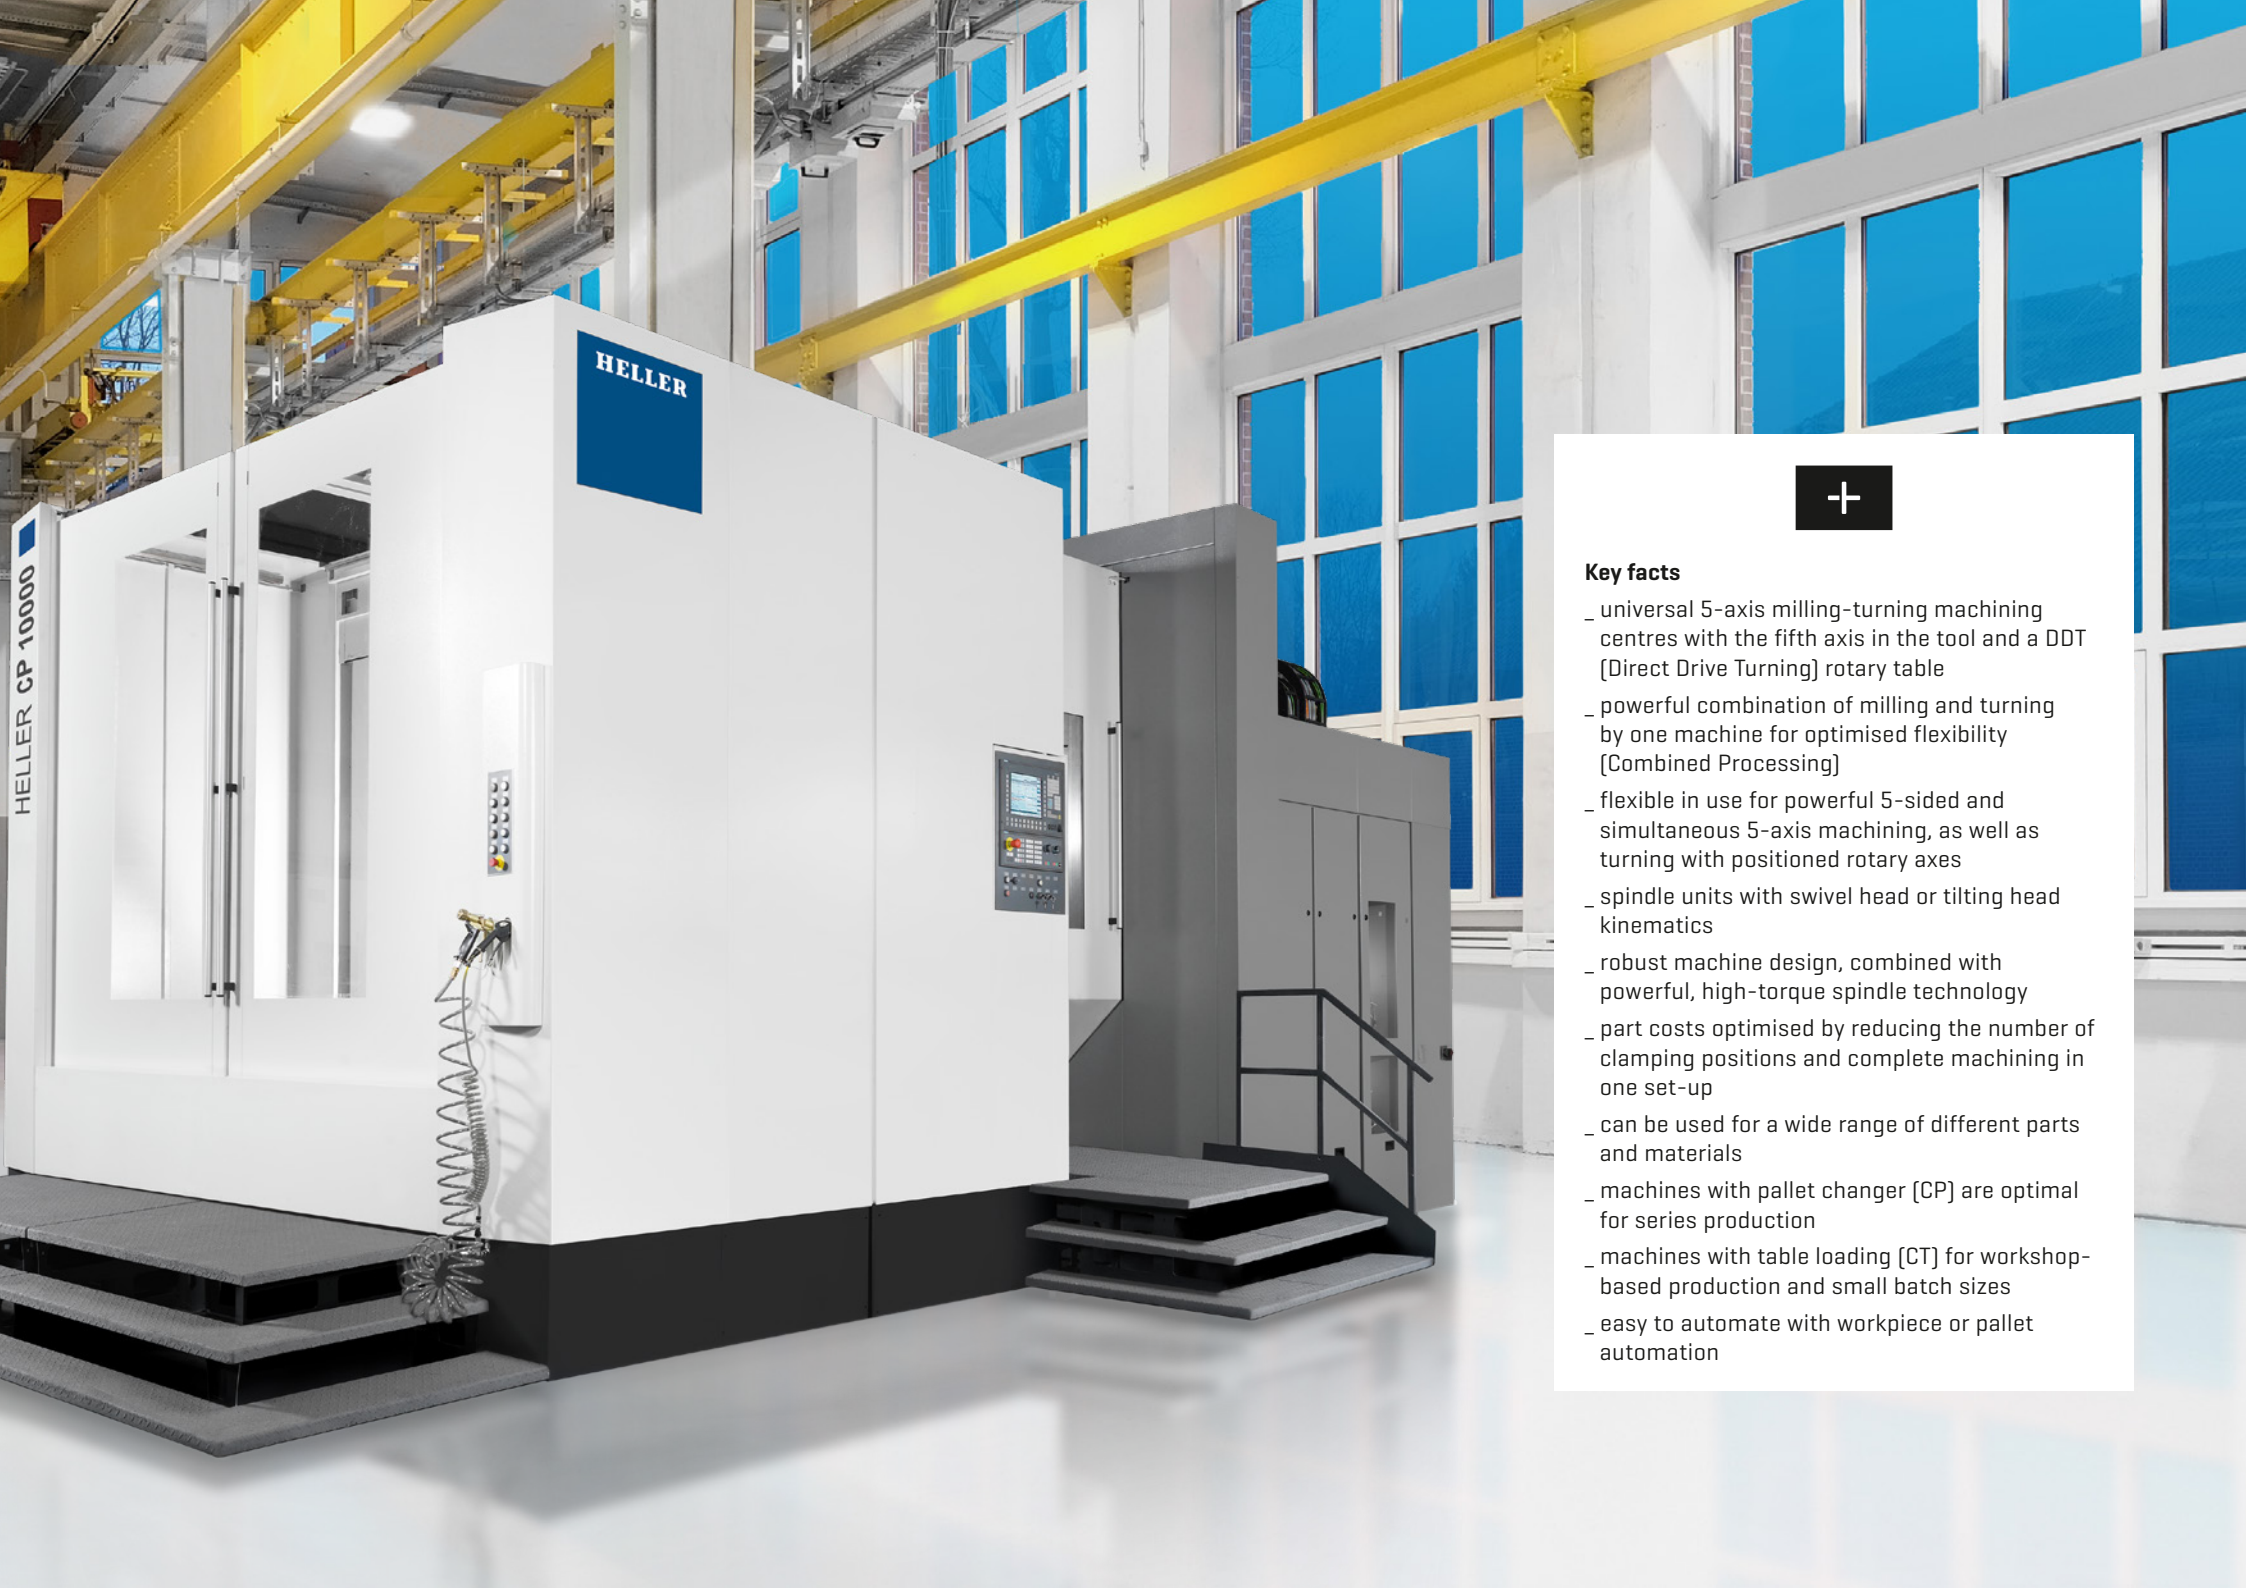 HELLER
HELLER CP 10000
+
Key facts
_ universal 5-axis milling-turning machining
centres with the fifth axis in the tool and a DDT
(Direct Drive Turning) rotary table
_ powerful combination of milling and turning
by one machine for optimised flexibility
(Combined Processing)
_ flexible in use for powerful 5-sided and
simultaneous 5-axis machining, as well as
turning with positioned rotary axes
_ spindle units with swivel head or tilting head
kinematics
_ robust machine design, combined with
powerful, high-torque spindle technology
_ part costs optimised by reducing the number of
clamping positions and complete machining in
one set-up
_ can be used for a wide range of different parts
and materials
_ machines with pallet changer (CP) are optimal
for series production
_ machines with table loading (CT) for workshop-
based production and small batch sizes
_ easy to automate with workpiece or pallet
automation